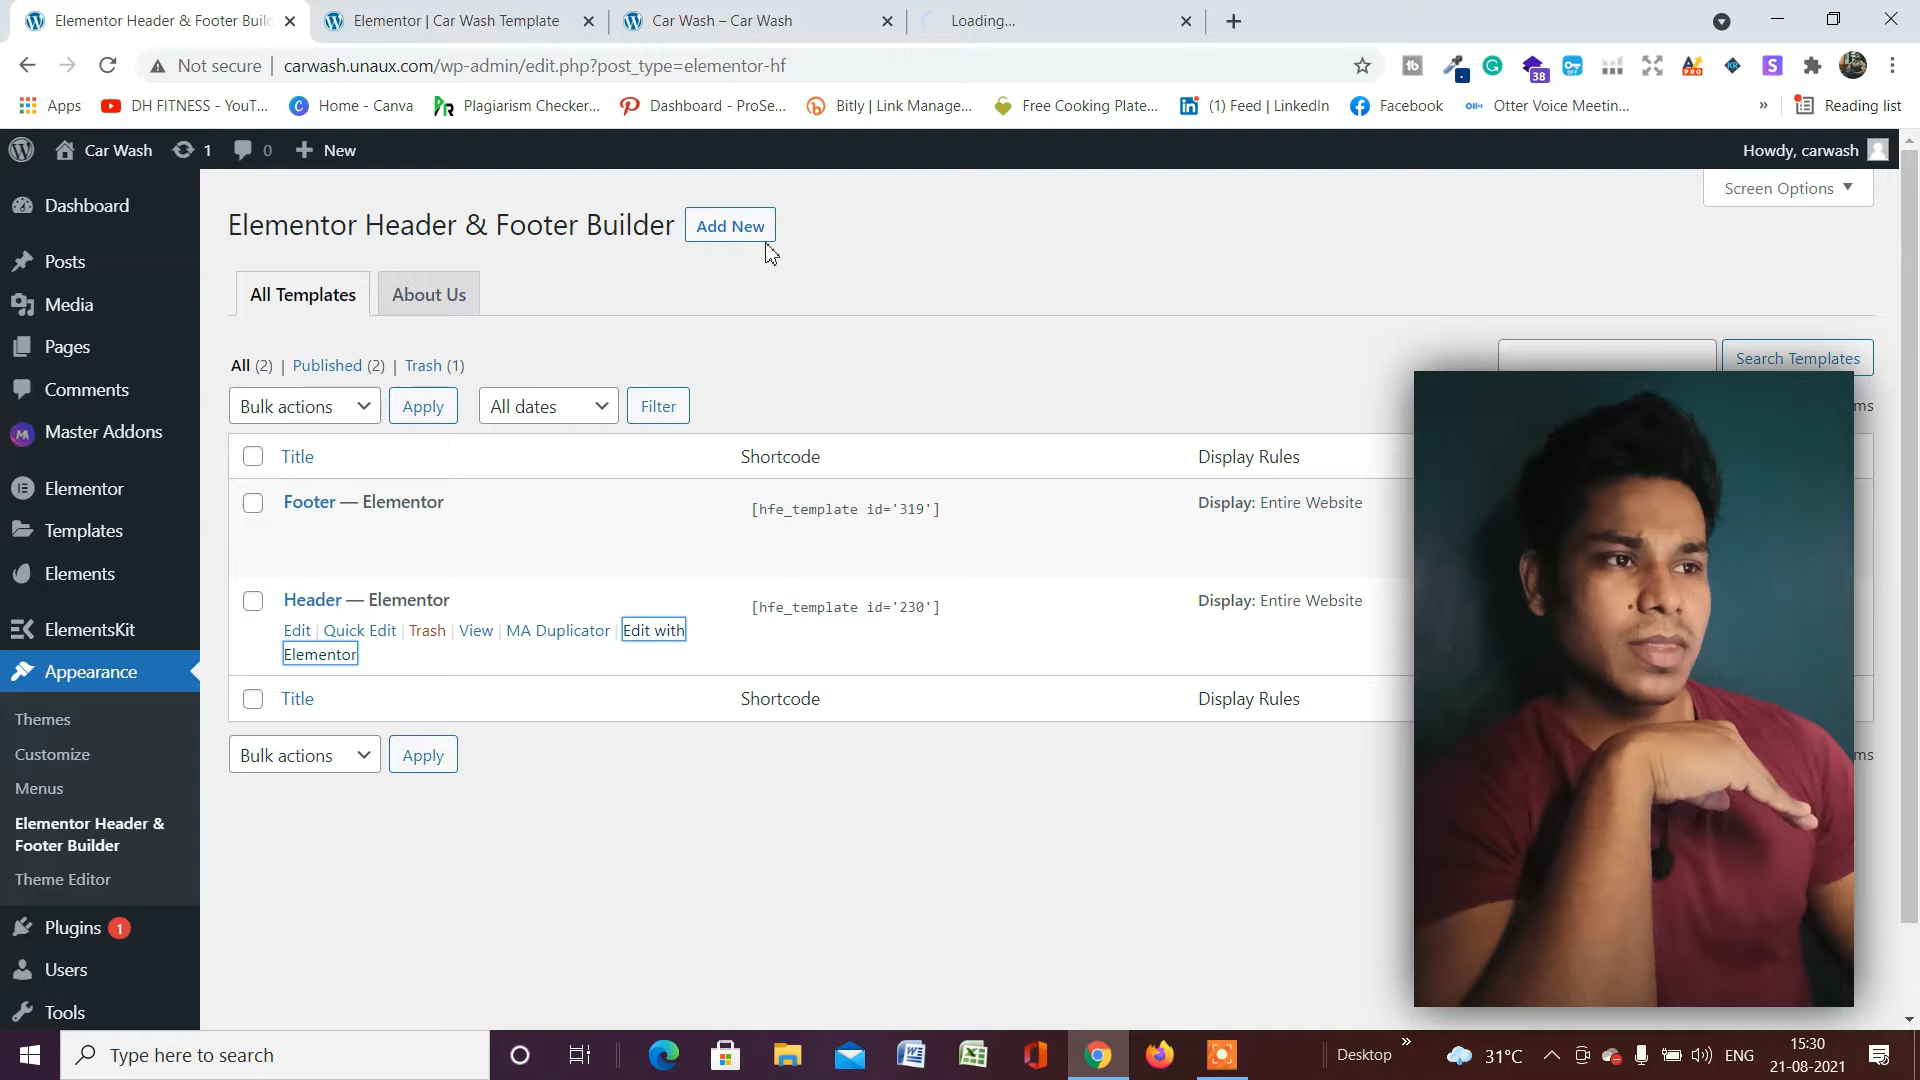 Elementor Header & Footer Buil
Elementor | Car Wash Template
Car Wash – Car Wash
Loading...
Not secure
carwash.unaux.com/wp-admin/edit.php?post_type=elementor-hf
38
Apps
DH FITNESS - YouT...
Home - Canva
Plagiarism Checker...
Dashboard - ProSe...
Bitly | Link Manage...
Free Cooking Plate...
(1) Feed | LinkedIn
Facebook
Otter Voice Meetin...
»
Reading list
Car Wash
1
0
New
Howdy, carwash
Screen Options
Dashboard
Posts
Media
Pages
Comments
Master Addons
Elementor
Templates
Elements
ElementsKit
Appearance
Themes
Customize
Menus
Elementor Header &
Footer Builder
Theme Editor
Plugins 1
Users
Tools
Elementor Header & Footer Builder
Add New
All Templates
About Us
All (2) | Published (2) | Trash (1)
Search Templates
Bulk actions
Apply
All dates
Filter
ms
Title
Shortcode
Display Rules
Footer — Elementor
[hfe_template id='319']
Display: Entire Website
Header — Elementor
[hfe_template id='230']
Display: Entire Website
Edit | Quick Edit | Trash | View | MA Duplicator | Edit with
Elementor
Title
Shortcode
Display Rules
Bulk actions
Apply
ms
Type here to search
Desktop
»
31°C
ENG
15:30
21-08-2021